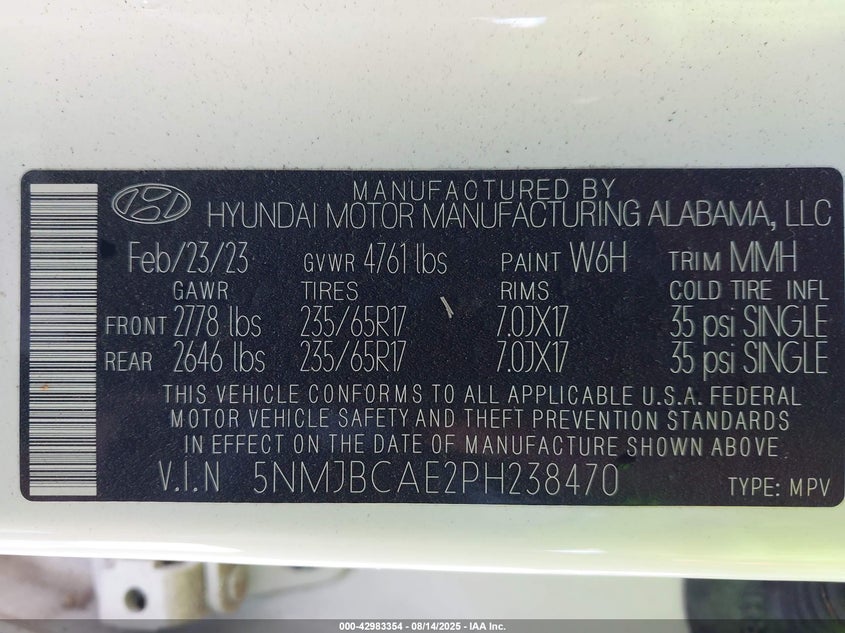 MANUFACTURED BY
HYUNDAI MOTOR MANUFACTURING ALABAMA, LLC
Feb/23/23 GVWR 4761 lbs PAINT W6H TRIM MMH
GAWR TIRES RIMS COLD TIRE INFL
FRONT 2778 lbs 235/65R17 7.0JX17 35 psi SINGLE
REAR 2646 lbs 235/65R17 7.0JX17 35 psi SINGLE
THIS VEHICLE CONFORMS TO ALL APPLICABLE U.S.A. FEDERAL
MOTOR VEHICLE SAFETY AND THEFT PREVENTION STANDARDS
IN EFFECT ON THE DATE OF MANUFACTURE SHOWN ABOVE
V.I.N 5NMJBCAE2PH238470 TYPE: MPV
000-42983354 - 08/14/2025 - IAA Inc.